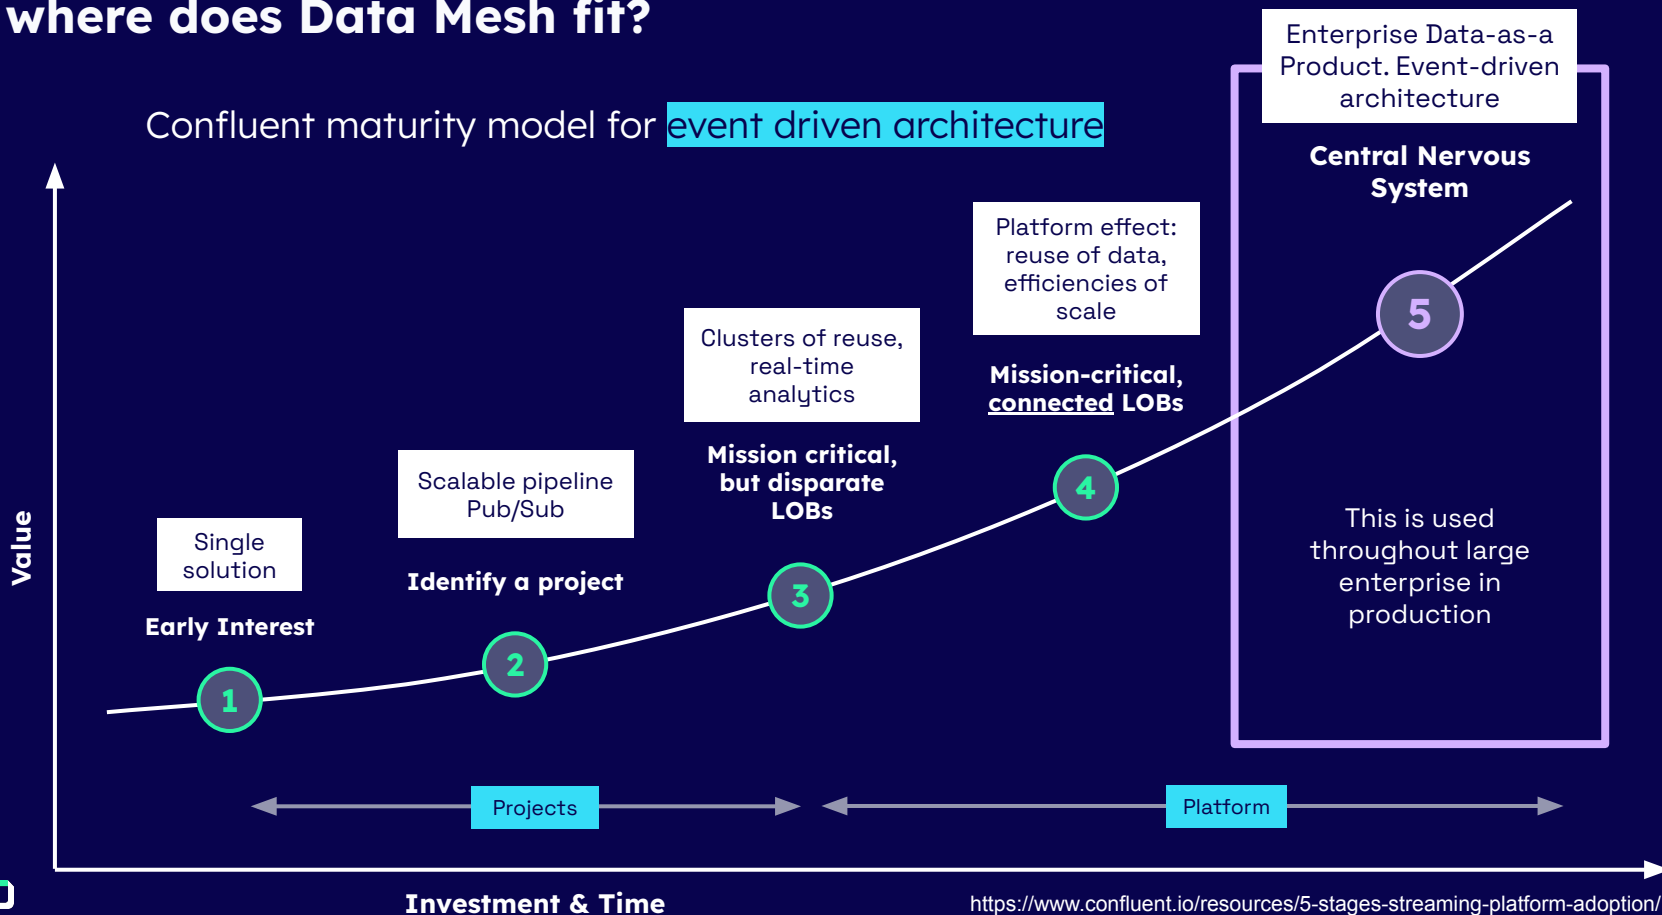 where does Data Mesh fit?
Confluent maturity model for event driven architecture
Enterprise Data-as-a
Product. Event-driven
architecture
Central Nervous
System
5
This is used
throughout large
enterprise in
production
Platform effect:
reuse of data,
efficiencies of
scale
Mission-critical,
connected LOBs
4
Clusters of reuse,
real-time
analytics
Mission critical,
but disparate
LOBs
3
Scalable pipeline
Pub/Sub
Identify a project
2
Single
solution
Early Interest
1
Value
Projects
Platform
Investment & Time
https://www.confluent.io/resources/5-stages-streaming-platform-adoption/